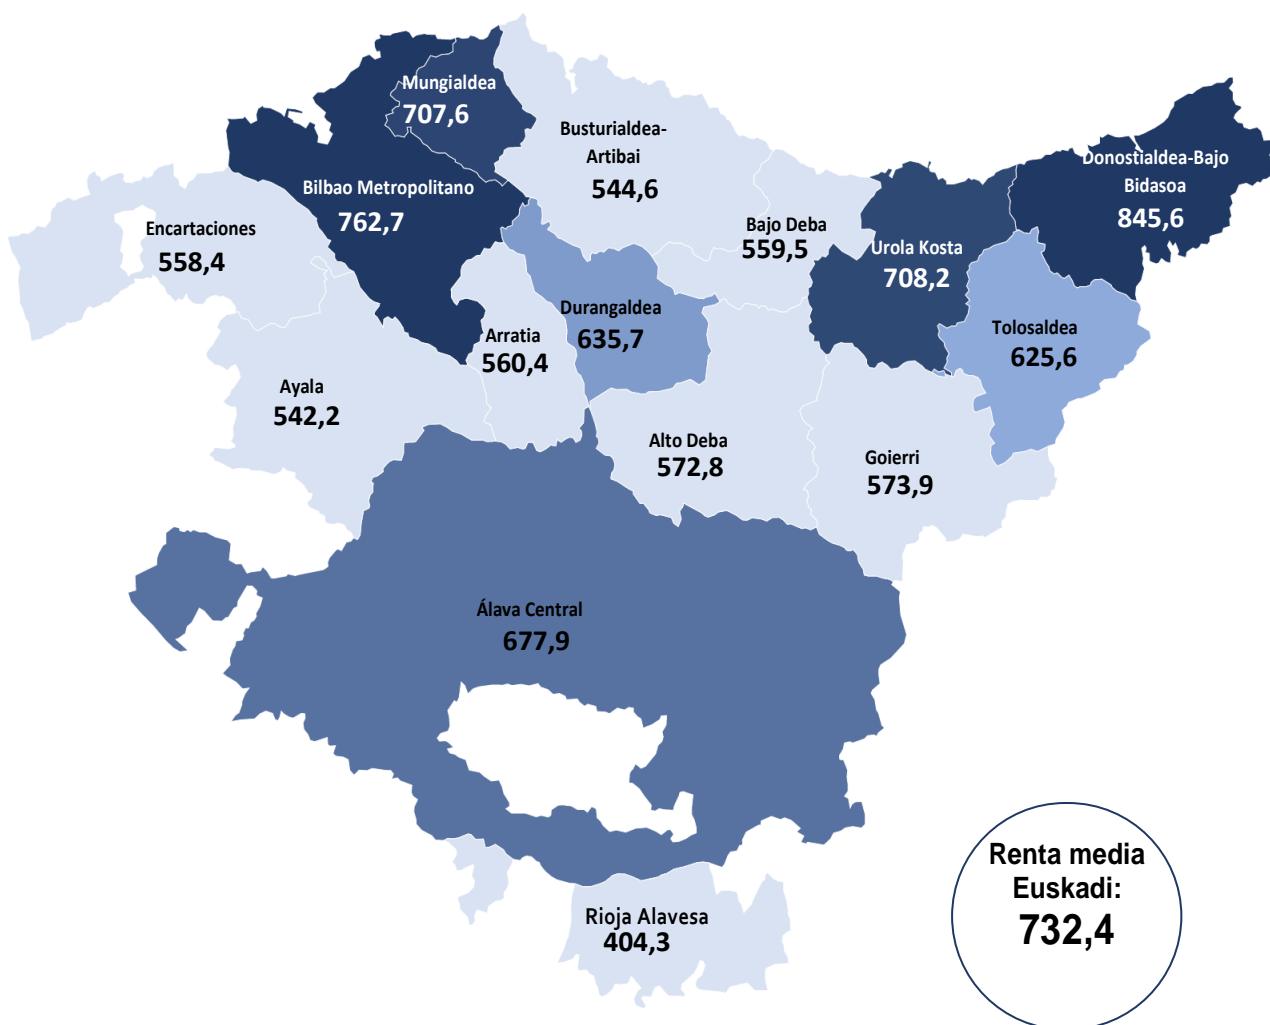 Mungialdea
707,6
Busturialdea-
Artibai
544,6
Donostialdea-Bajo
Bidasoa
845,6
Bilbao Metropolitano
762,7
Encartaciones
558,4
Bajo Deba
559,5
Urola Kosta
708,2
Durangaldea
635,7
Arratia
560,4
Tolosaldea
625,6
Ayala
542,2
Alto Deba
572,8
Goierri
573,9
Álava Central
677,9
Rioja Alavesa
404,3
Renta media
Euskadi:
732,4